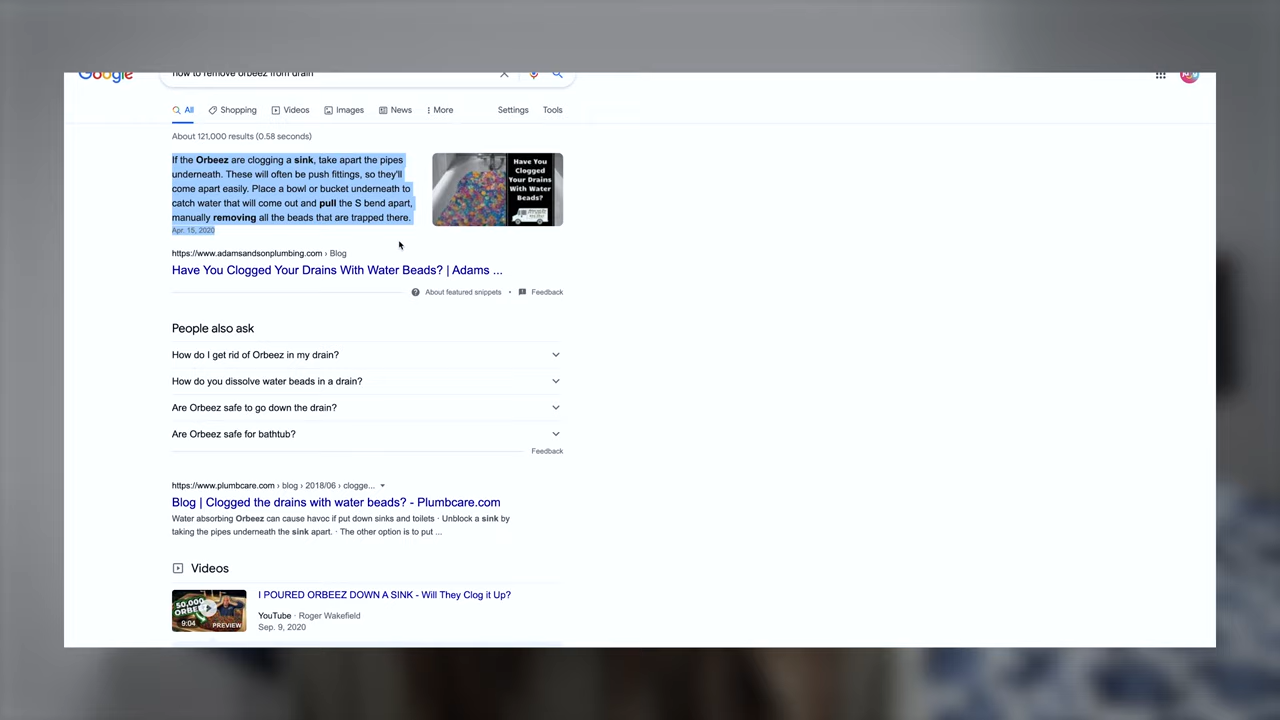 Google
how to remove orbeez from drain
All
Shopping
Videos
Images
News
More
Settings
Tools
About 121,000 results (0.58 seconds)
If the Orbeez are clogging a sink, take apart the pipes
underneath. These will often be push fittings, so they'll
come apart easily. Place a bowl or bucket underneath to
catch water that will come out and pull the S bend apart,
manually removing all the beads that are trapped there.
Apr. 15, 2020
Have You
Clogged
Your Drains
With Water
Beads?
https://www.adamsandsonplumbing.com › Blog
Have You Clogged Your Drains With Water Beads? | Adams ...
About featured snippets • Feedback
People also ask
How do I get rid of Orbeez in my drain?
How do you dissolve water beads in a drain?
Are Orbeez safe to go down the drain?
Are Orbeez safe for bathtub?
Feedback
https://www.plumbcare.com › blog › 2018/06 › clogge...
Blog | Clogged the drains with water beads? - Plumbcare.com
Water absorbing Orbeez can cause havoc if put down sinks and toilets · Unblock a sink by
taking the pipes underneath the sink apart. · The other option is to put ...
Videos
50,000
ORBEEZ
9:04
PREVIEW
I POURED ORBEEZ DOWN A SINK - Will They Clog it Up?
YouTube · Roger Wakefield
Sep. 9, 2020